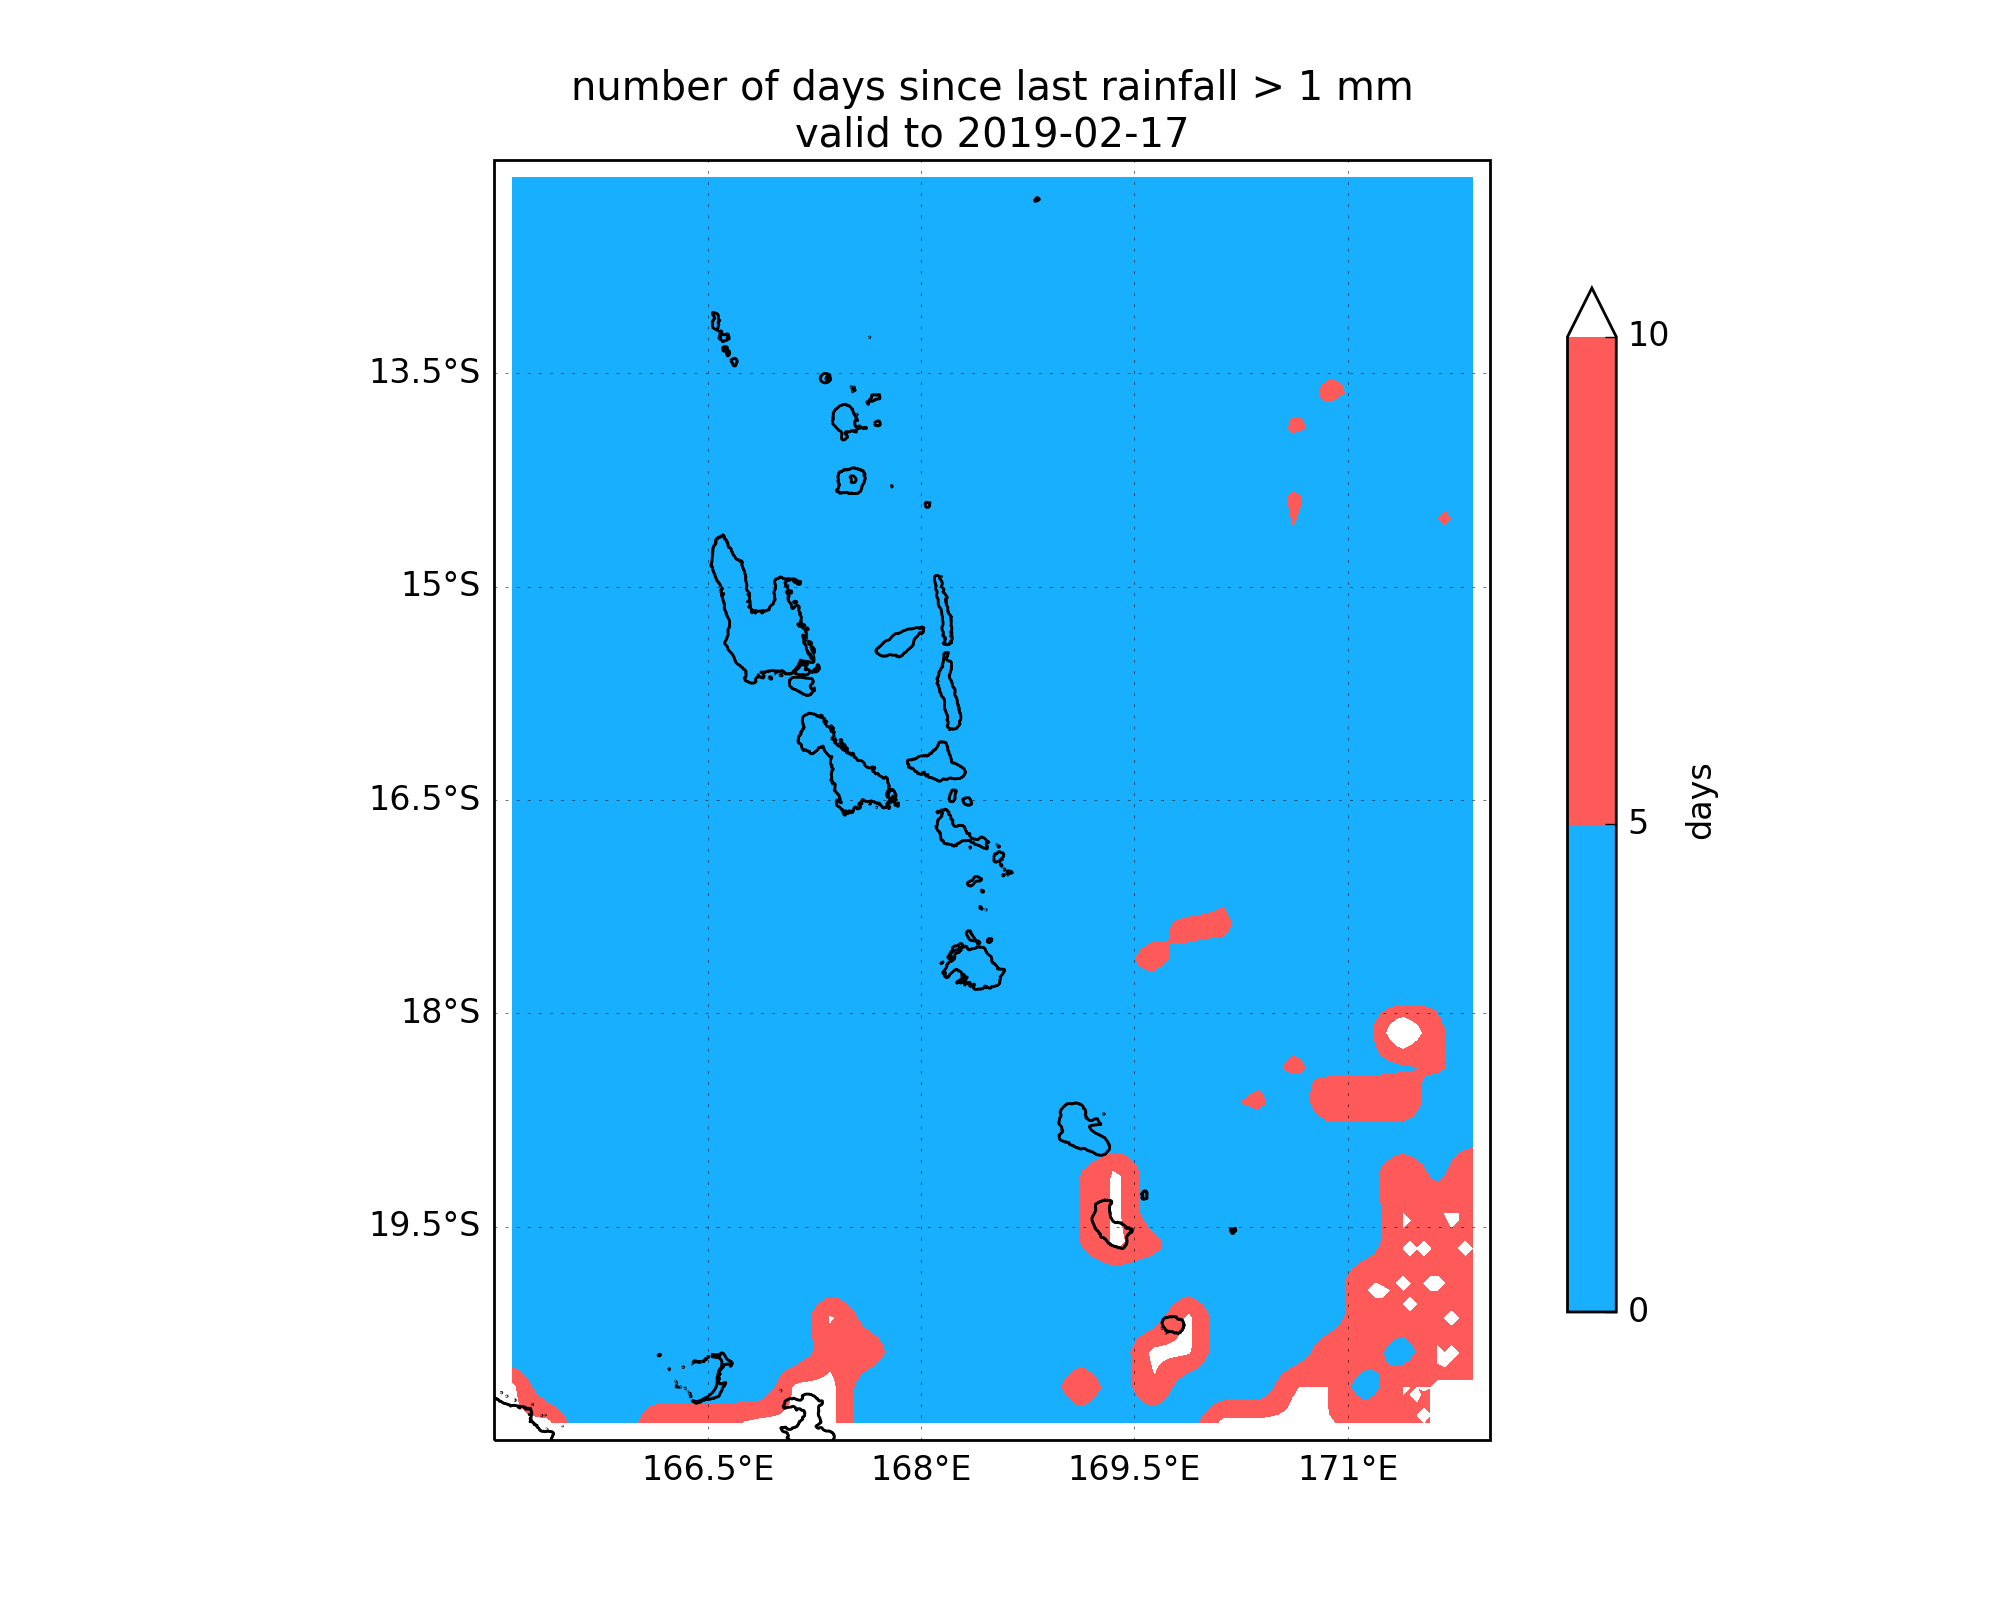 number of days since last rainfall > 1 mm
valid to 2019-02-17
13.5°S
15°S
16.5°S
18°S
19.5°S
166.5°E
168°E
169.5°E
171°E
10
5
0
days